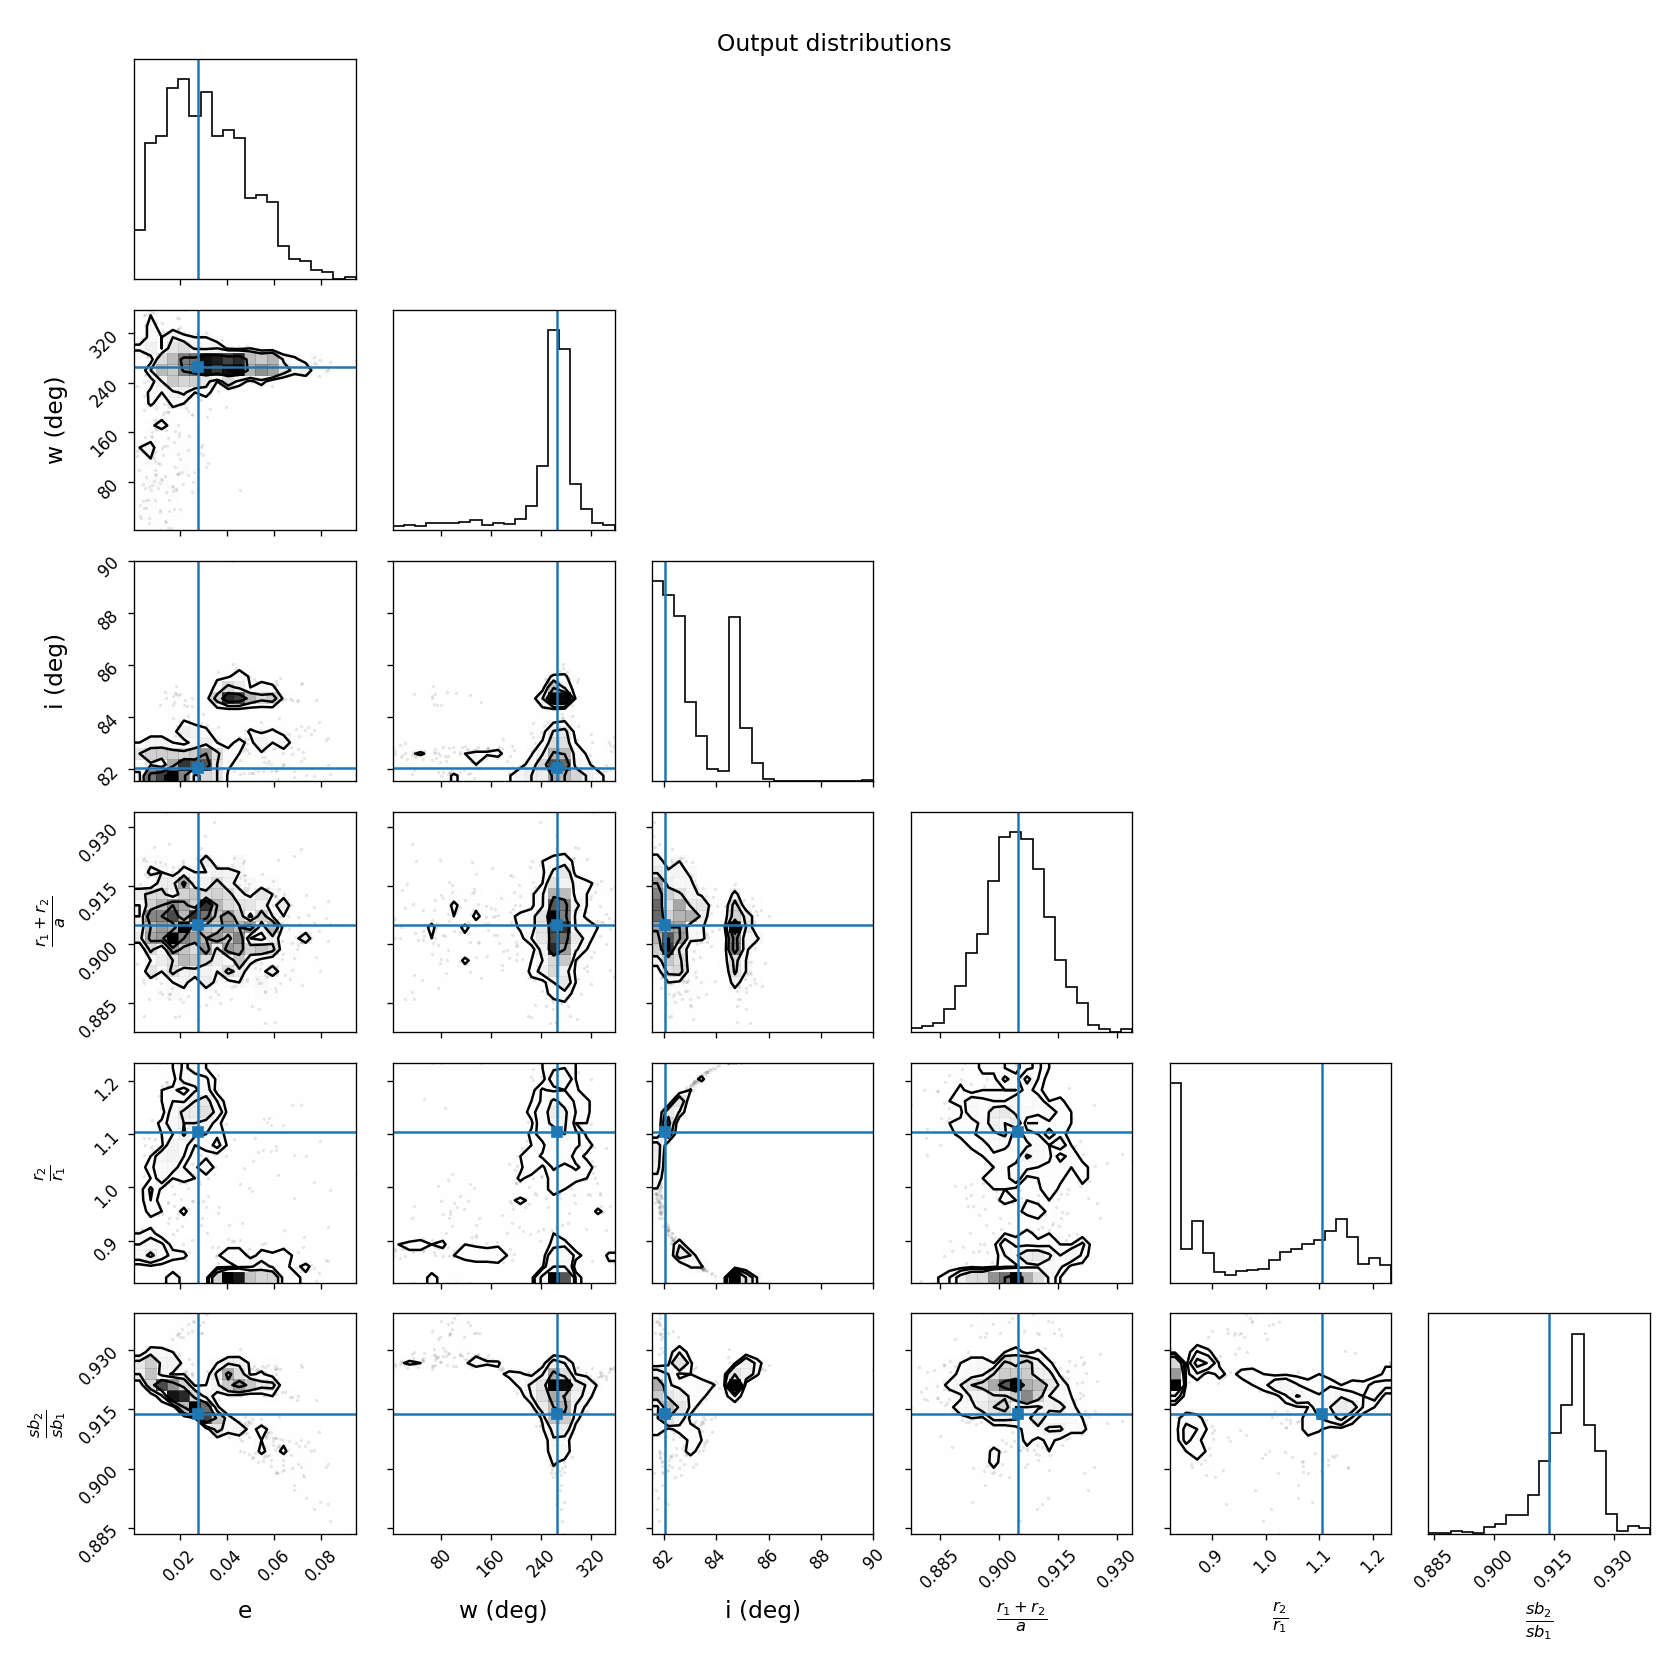 Output distributions
w (deg)
320
240
160
80
i (deg)
90
88
86
84
82
r₁ + r₂
a
0.930
0.915
0.900
0.885
r₂
r₁
1.2
1.1
1.0
0.9
sb₂
sb₁
0.930
0.915
0.900
0.885
0.02 0.04 0.06 0.08
80 160 240 320
82 84 86 88 90
0.885 0.900 0.915 0.930
0.9 1.0 1.1 1.2
0.885 0.900 0.915 0.930
e
w (deg)
i (deg)
r₁ + r₂
a
r₂
r₁
sb₂
sb₁